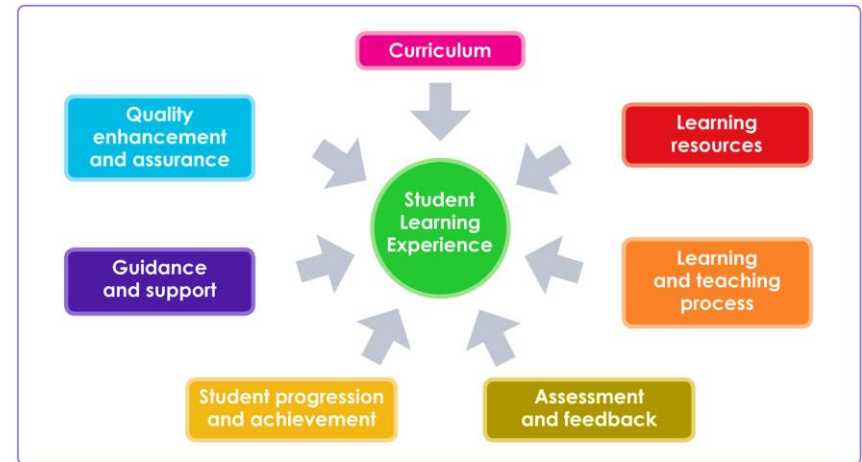 Curriculum
Quality
enhancement
and assurance
Learning
resources
Student
Learning
Experience
Guidance
and support
Learning
and teaching
process
Student progression
and achievement
Assessment
and feedback